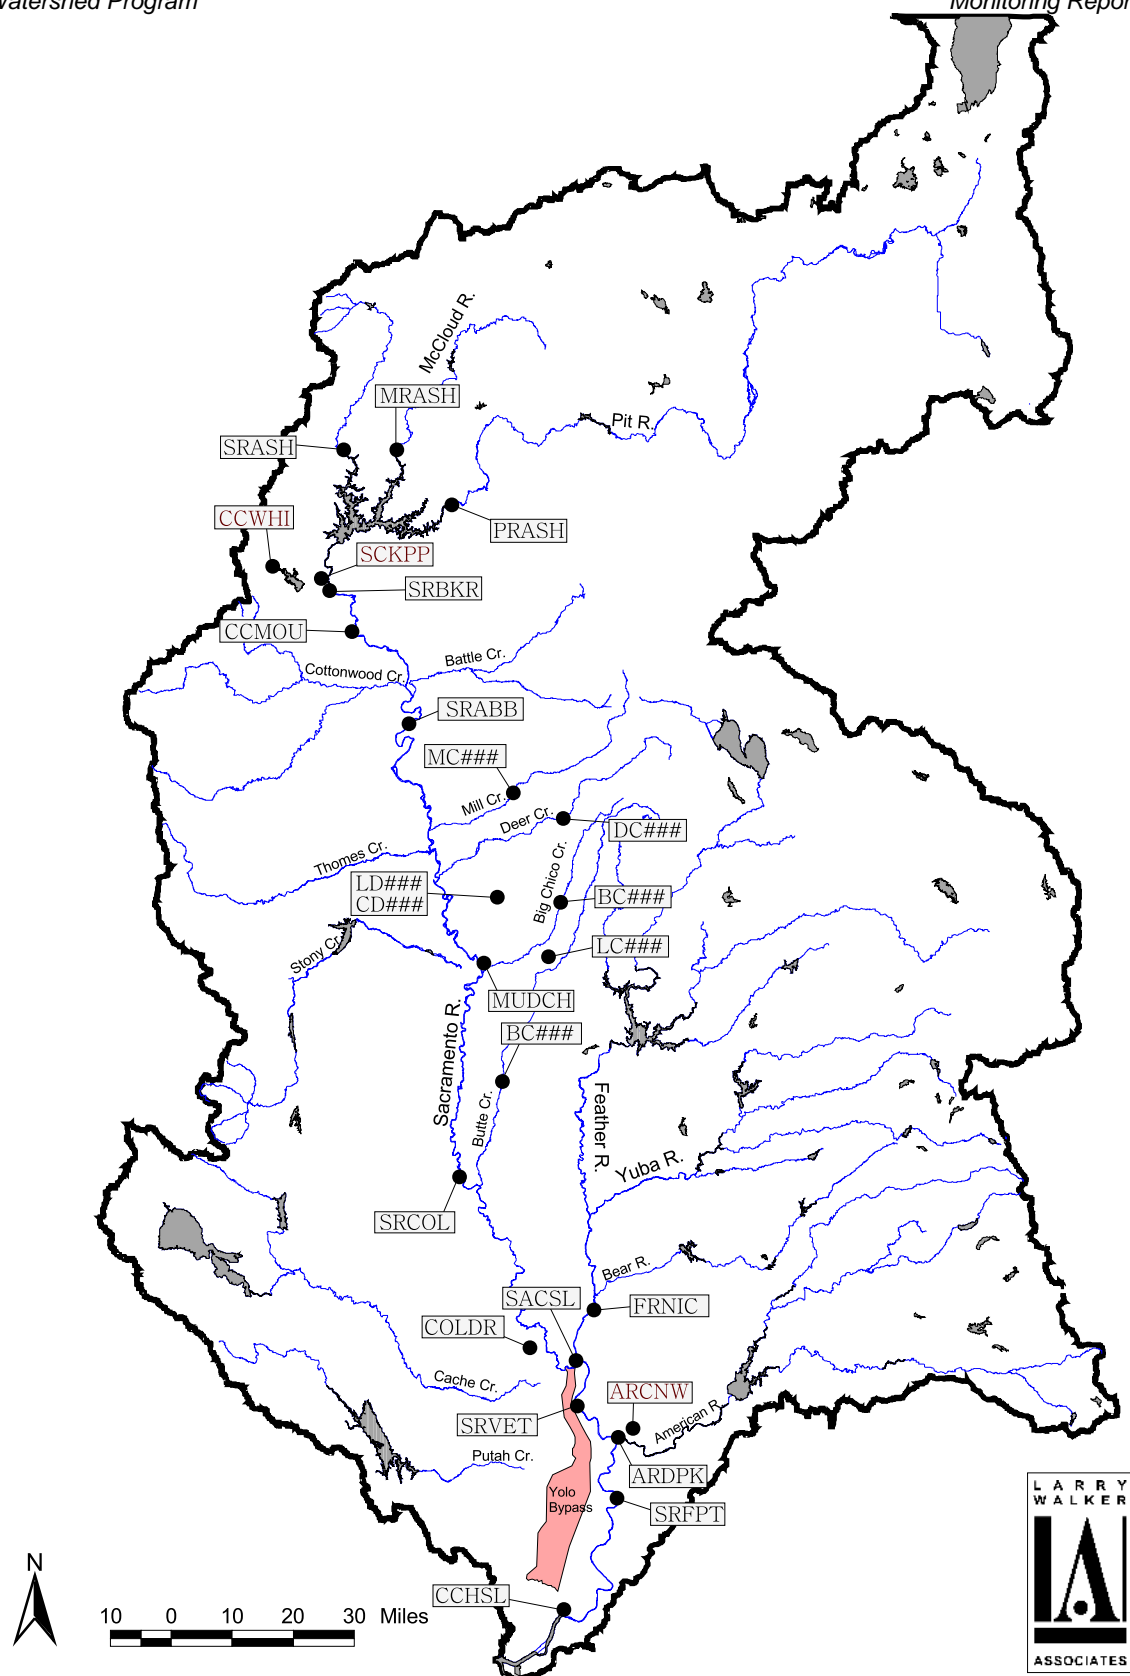 Watershed Program
Monitoring Repor
McCloud R.
MRASH
Pit R.
SRASH
CCWHI
PRASH
SCKPP
SRBKR
CCMOU
Battle Cr.
Cottonwood Cr.
SRABB
MC###
Mill Cr.
Deer Cr.
DC###
Thomes Cr.
Big Chico Cr.
LD###
CD###
BC###
Stony Cr.
LC###
MUDCH
Sacramento R.
BC###
Butte Cr.
Feather R.
Yuba R.
SRCOL
Bear R.
SACSL
FRNIC
COLDR
Cache Cr.
ARCNW
SRVET
American R.
Putah Cr.
ARDPK
Yolo
Bypass
SRFPT
LARRY
WALKER
N
CCHSL
10 0 10 20 30 Miles
LA
ASSOCIATES